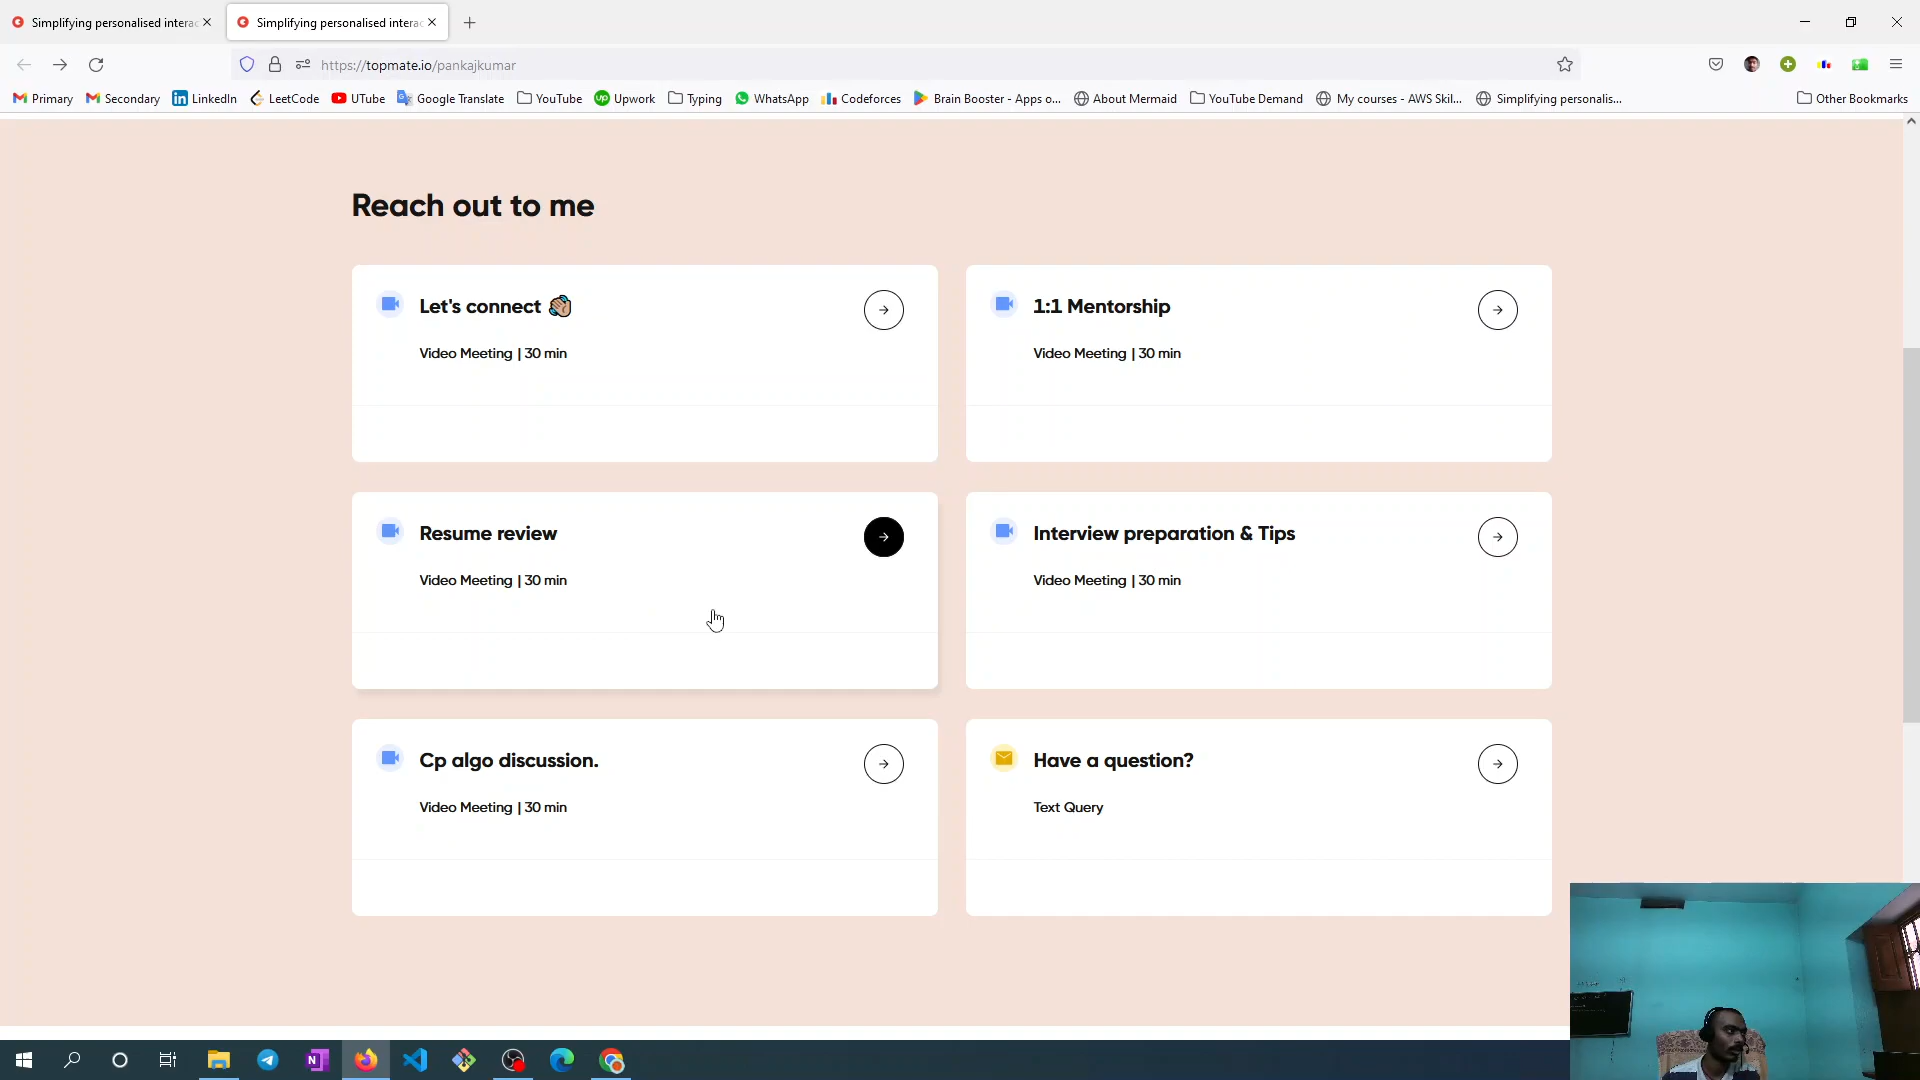 Simplifying personalised interac
Simplifying personalised interac
https://topmate.io/pankajkumar
Primary
Secondary
LinkedIn
LeetCode
UTube
Google Translate
YouTube
Upwork
Typing
WhatsApp
Codeforces
Brain Booster - Apps o...
About Mermaid
YouTube Demand
My courses - AWS Skil...
Simplifying personalis...
Other Bookmarks
Reach out to me
Let's connect
Video Meeting | 30 min
1:1 Mentorship
Video Meeting | 30 min
Resume review
Video Meeting | 30 min
Interview preparation & Tips
Video Meeting | 30 min
Cp algo discussion.
Video Meeting | 30 min
Have a question?
Text Query